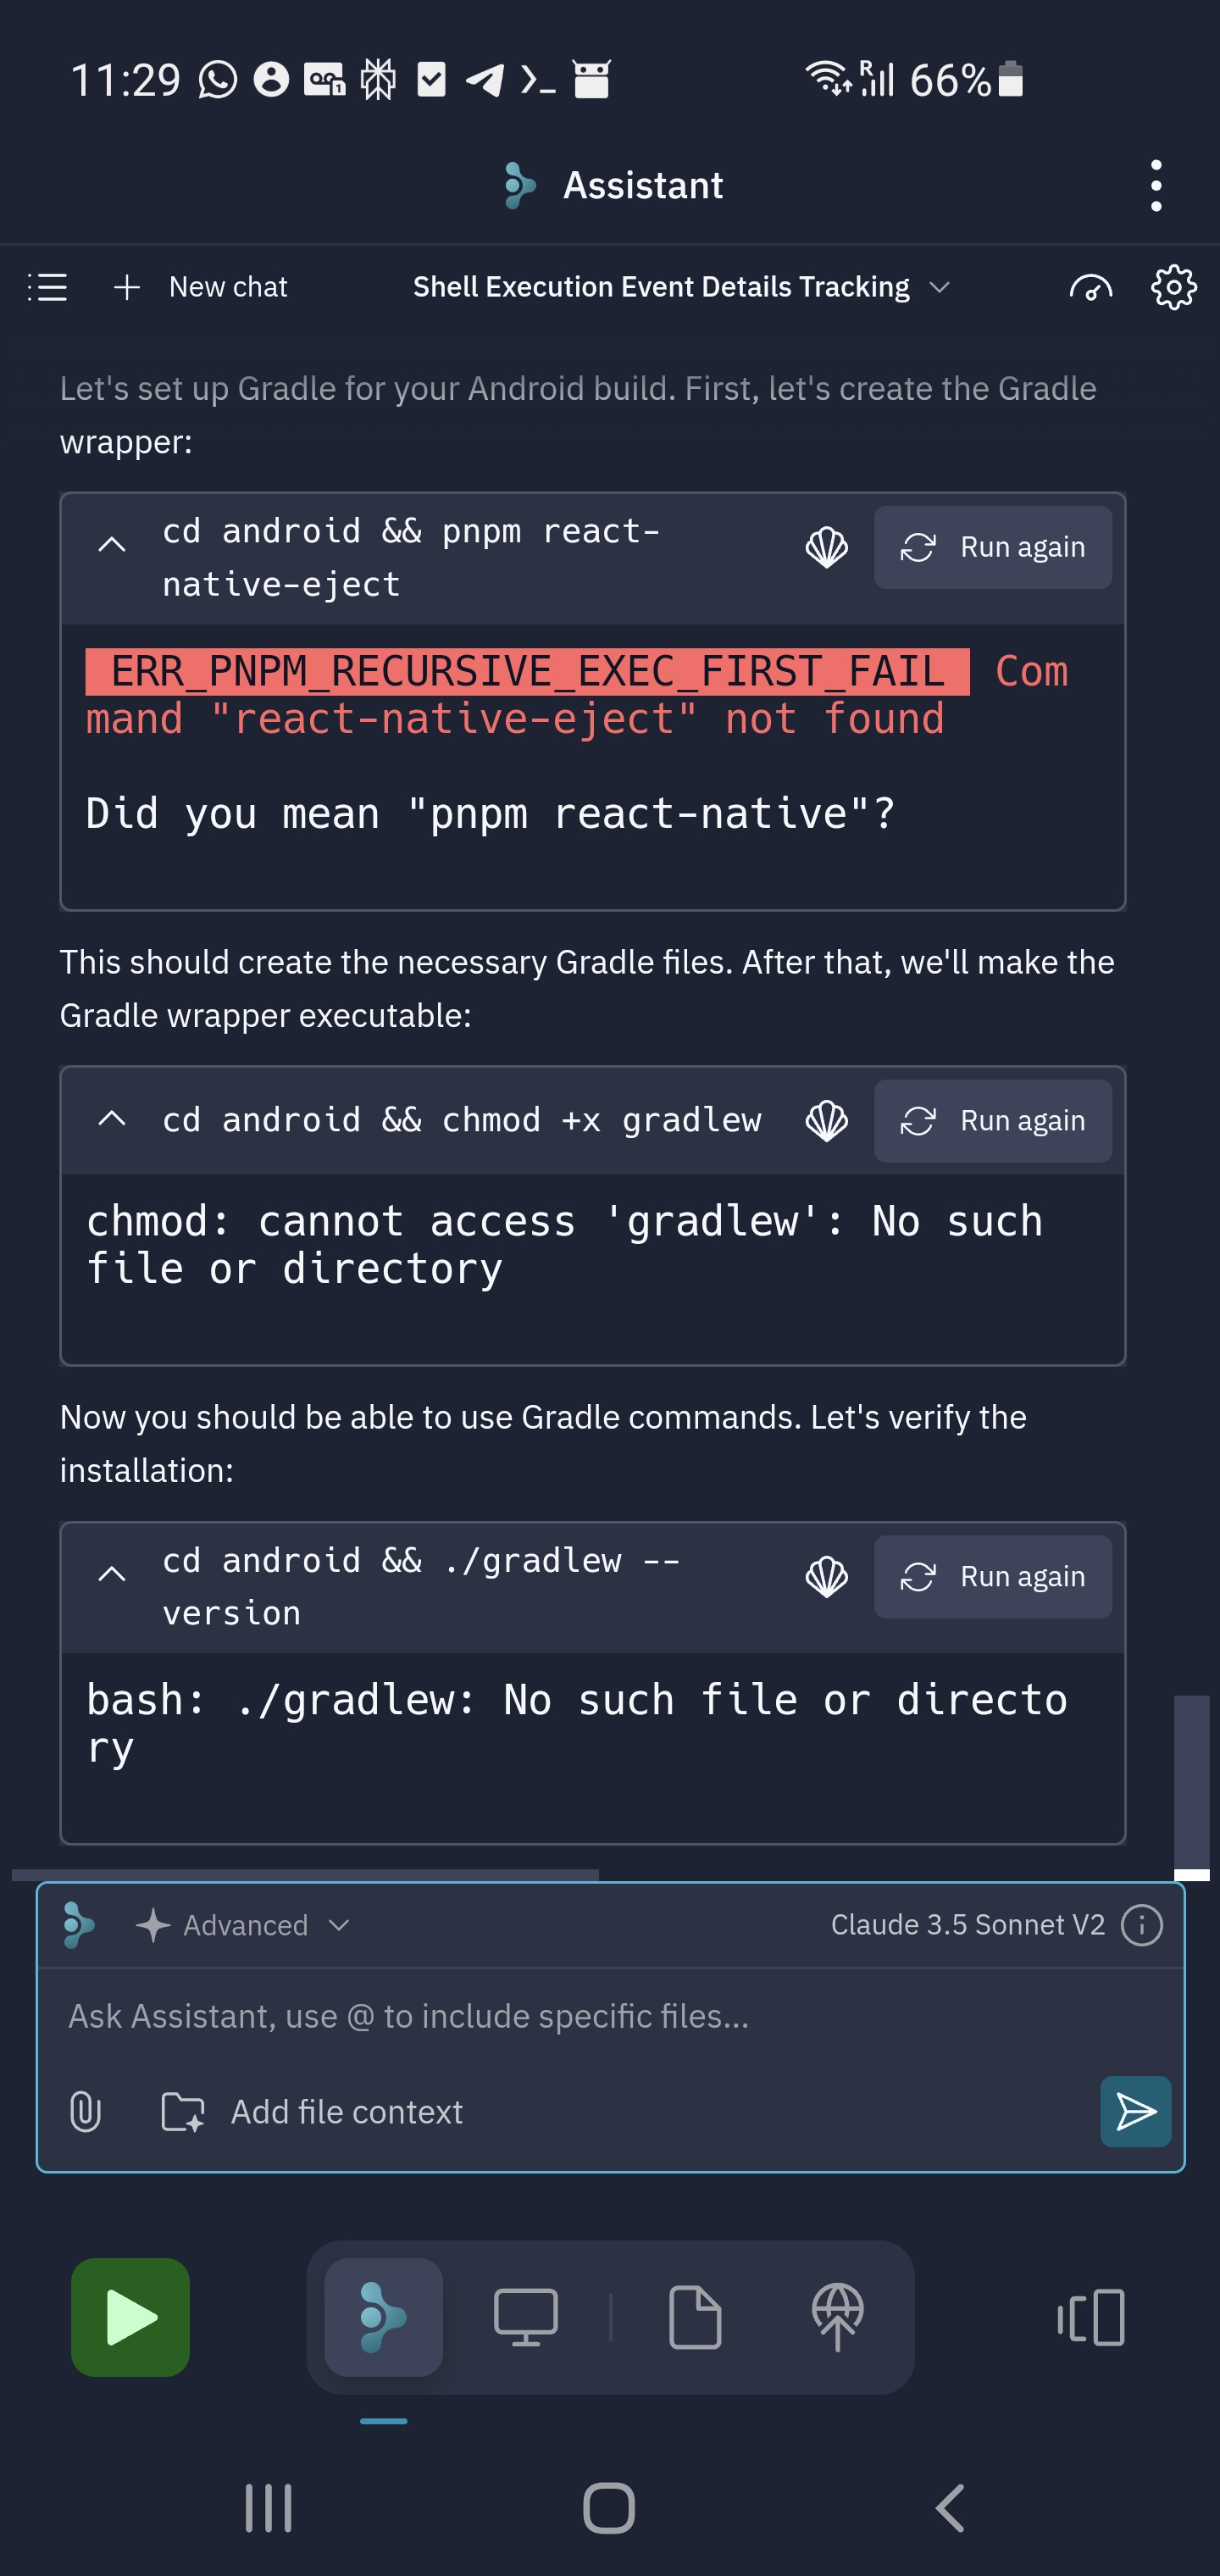 11:29
R
66%
Assistant
New chat
Shell Execution Event Details Tracking
Let's set up Gradle for your Android build. First, let's create the Gradle
wrapper:
cd android && pnpm react-
native-eject
Run again
ERR_PNPM_RECURSIVE_EXEC_FIRST_FAIL Com
mand "react-native-eject" not found
Did you mean "pnpm react-native"?
This should create the necessary Gradle files. After that, we'll make the
Gradle wrapper executable:
cd android && chmod +x gradlew
Run again
chmod: cannot access 'gradlew': No such
file or directory
Now you should be able to use Gradle commands. Let's verify the
installation:
cd android && ./gradlew --
version
Run again
bash: ./gradlew: No such file or directo
ry
Advanced
Claude 3.5 Sonnet V2
Ask Assistant, use @ to include specific files...
Add file context